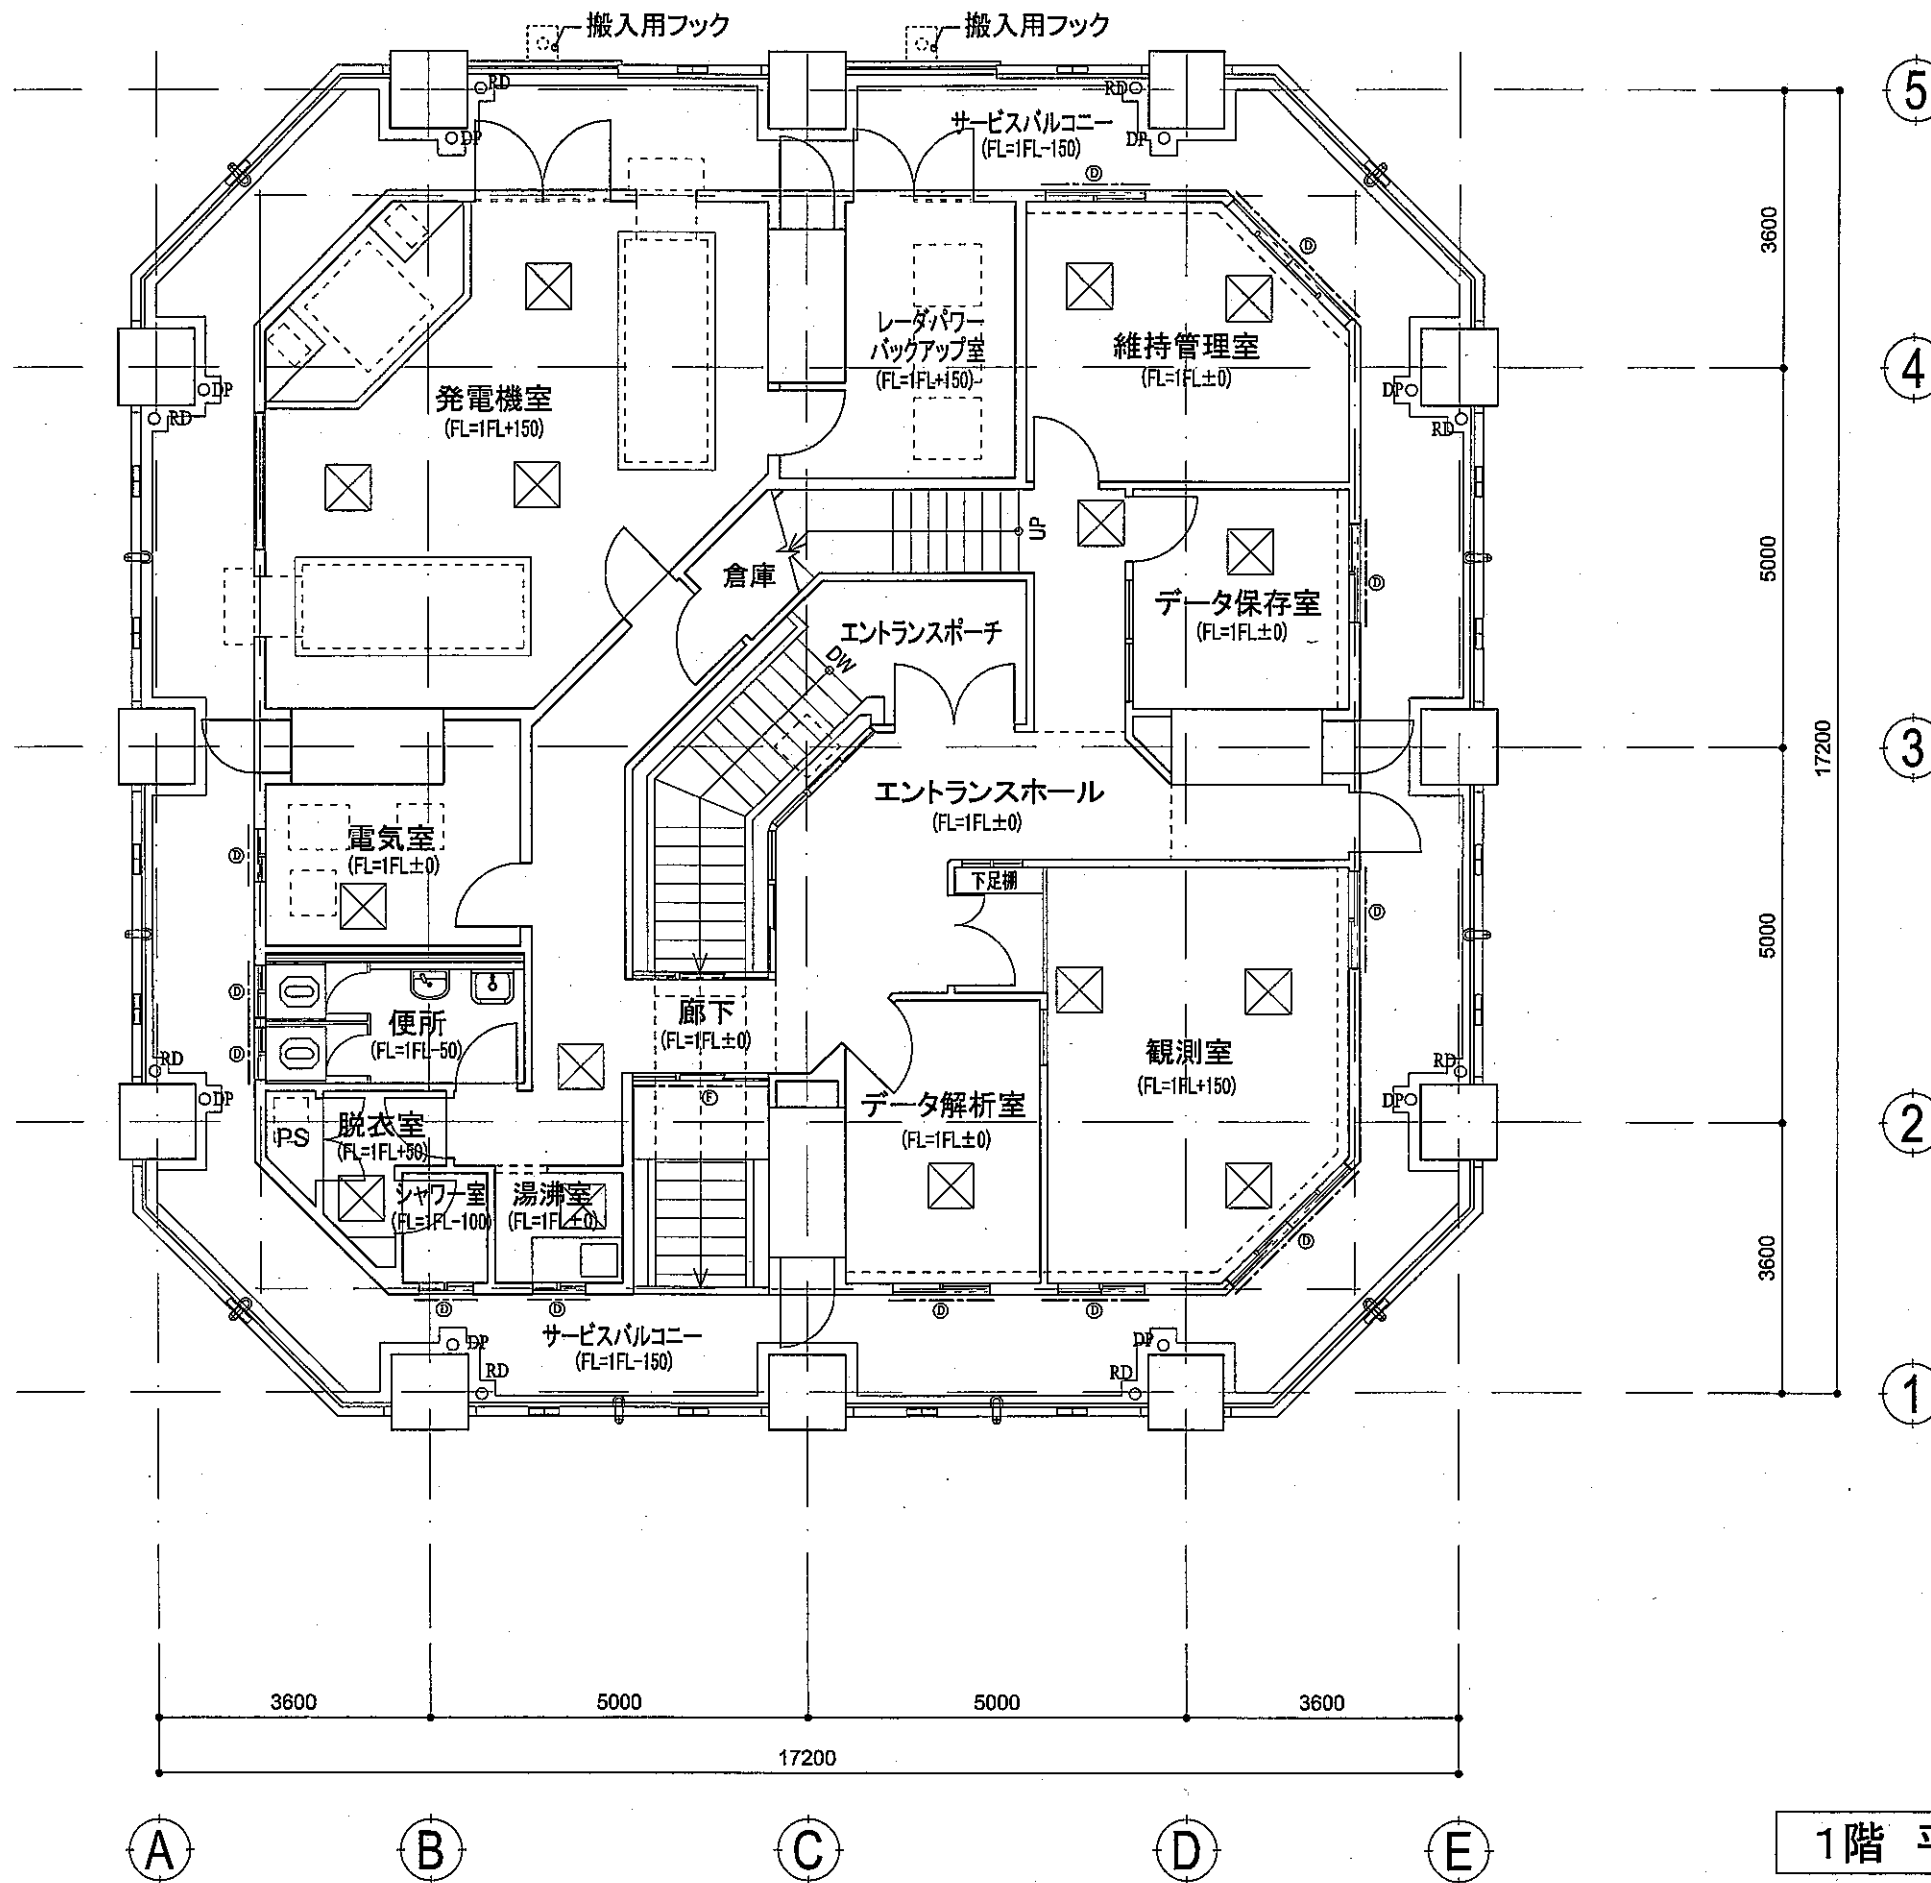 搬入用フック
搬入用フック
RD
RD
5
DP
サービスバルコニー
DP
(FL=1FL-150)
D
3600
D
レーダパワー
バックアップ室
(FL=1FL+150)
維持管理室
(FL=1FL±0)
4
発電機室
(FL=1FL+150)
DP
RD
DP
RD
UP
5000
倉庫
D
データ保存室
(FL=1FL±0)
エントランスポーチ
DW
17200
3
エントランスホール
(FL=1FL±0)
電気室
(FL=1FL±0)
D
下足棚
D
5000
D
廊下
(FL=1FL±0)
便所
(FL=1FL-50)
D
観測室
(FL=1FL+150)
RD
RD
DP
F
データ解析室
(FL=1FL±0)
DP
2
PS
脱衣室
(FL=1FL+50)
シャワー室
(FL=1FL-100)
湯沸室
(FL=1FL±0)
D
3600
D
D
D
D
サービスバルコニー
(FL=1FL-150)
DP
RD
DP
RD
1
3600
5000
5000
3600
17200
A
B
C
D
E
1階